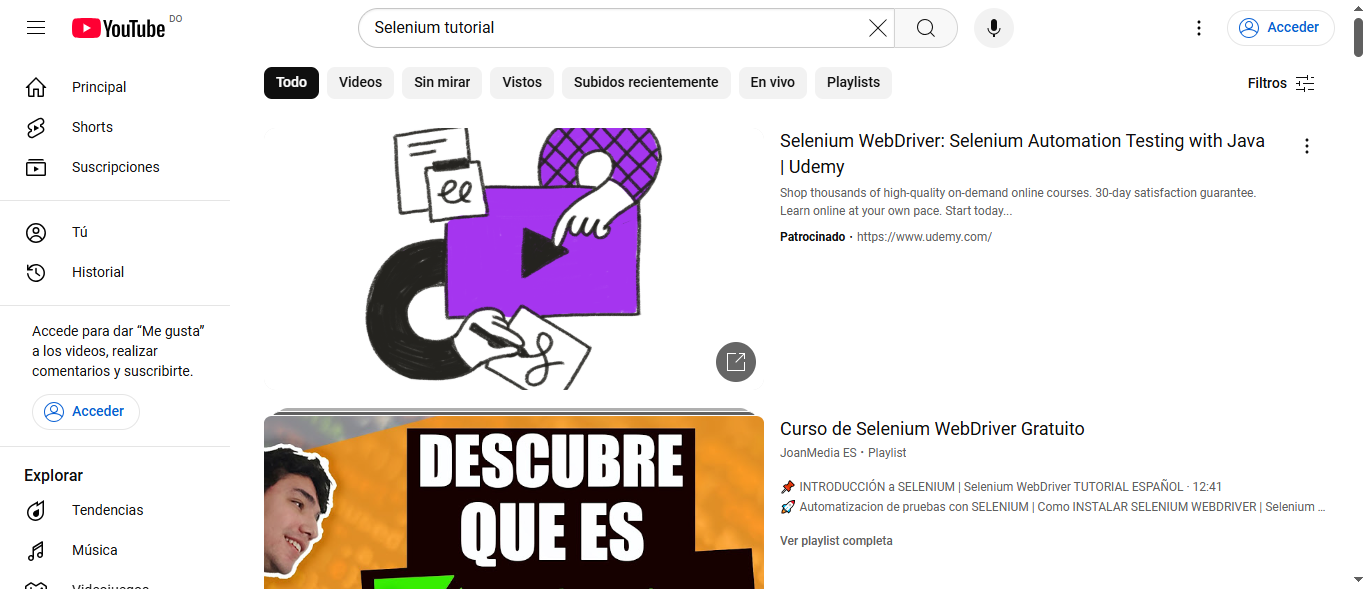 YouTube DO
Selenium tutorial
Acceder
Todo
Videos
Sin mirar
Vistos
Subidos recientemente
En vivo
Playlists
Filtros
Principal
Shorts
Suscripciones
Tú
Historial
Accede para dar “Me gusta”
a los videos, realizar
comentarios y suscribirte.
Acceder
Explorar
Tendencias
Música
Videojuegos
Selenium WebDriver: Selenium Automation Testing with Java
| Udemy
Shop thousands of high-quality on-demand online courses. 30-day satisfaction guarantee.
Learn online at your own pace. Start today...
Patrocinado · https://www.udemy.com/
DESCUBRE
QUE ES
Curso de Selenium WebDriver Gratuito
JoanMedia ES · Playlist
📌 INTRODUCCIÓN a SELENIUM | Selenium WebDriver TUTORIAL ESPAÑOL · 12:41
🚀 Automatizacion de pruebas con SELENIUM | Como INSTALAR SELENIUM WEBDRIVER | Selenium ...
Ver playlist completa